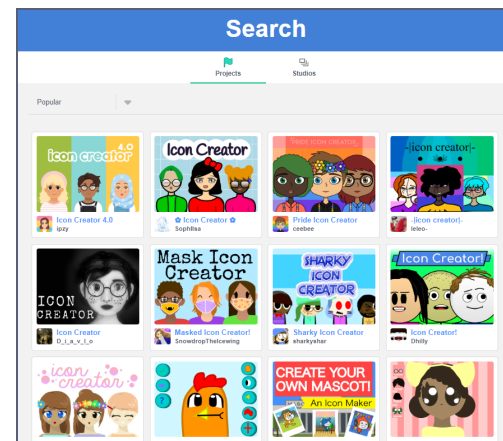 Search
Projects
Studios
Popular
icon creator 4.0
Icon Creator 4.0
ipzy
Icon Creator
✿ Icon Creator ✿
Sophlisa
PRIDE ICON CREATOR
Pride Icon Creator
ceebee
-|icon creator|-
-|icon creator|-
leleo-
ICON
CREATOR
Icon Creator
D_i_a_v_l_o
Mask Icon
Creator
Masked Icon Creator!
SnowdropTheIcewing
SHARKY
ICON
CREATOR
Sharky Icon Creator
sharkyshar
Icon Creator!
Icon Creator!
Dhilly
icon
creator
CREATE YOUR
OWN MASCOT!
An Icon Maker